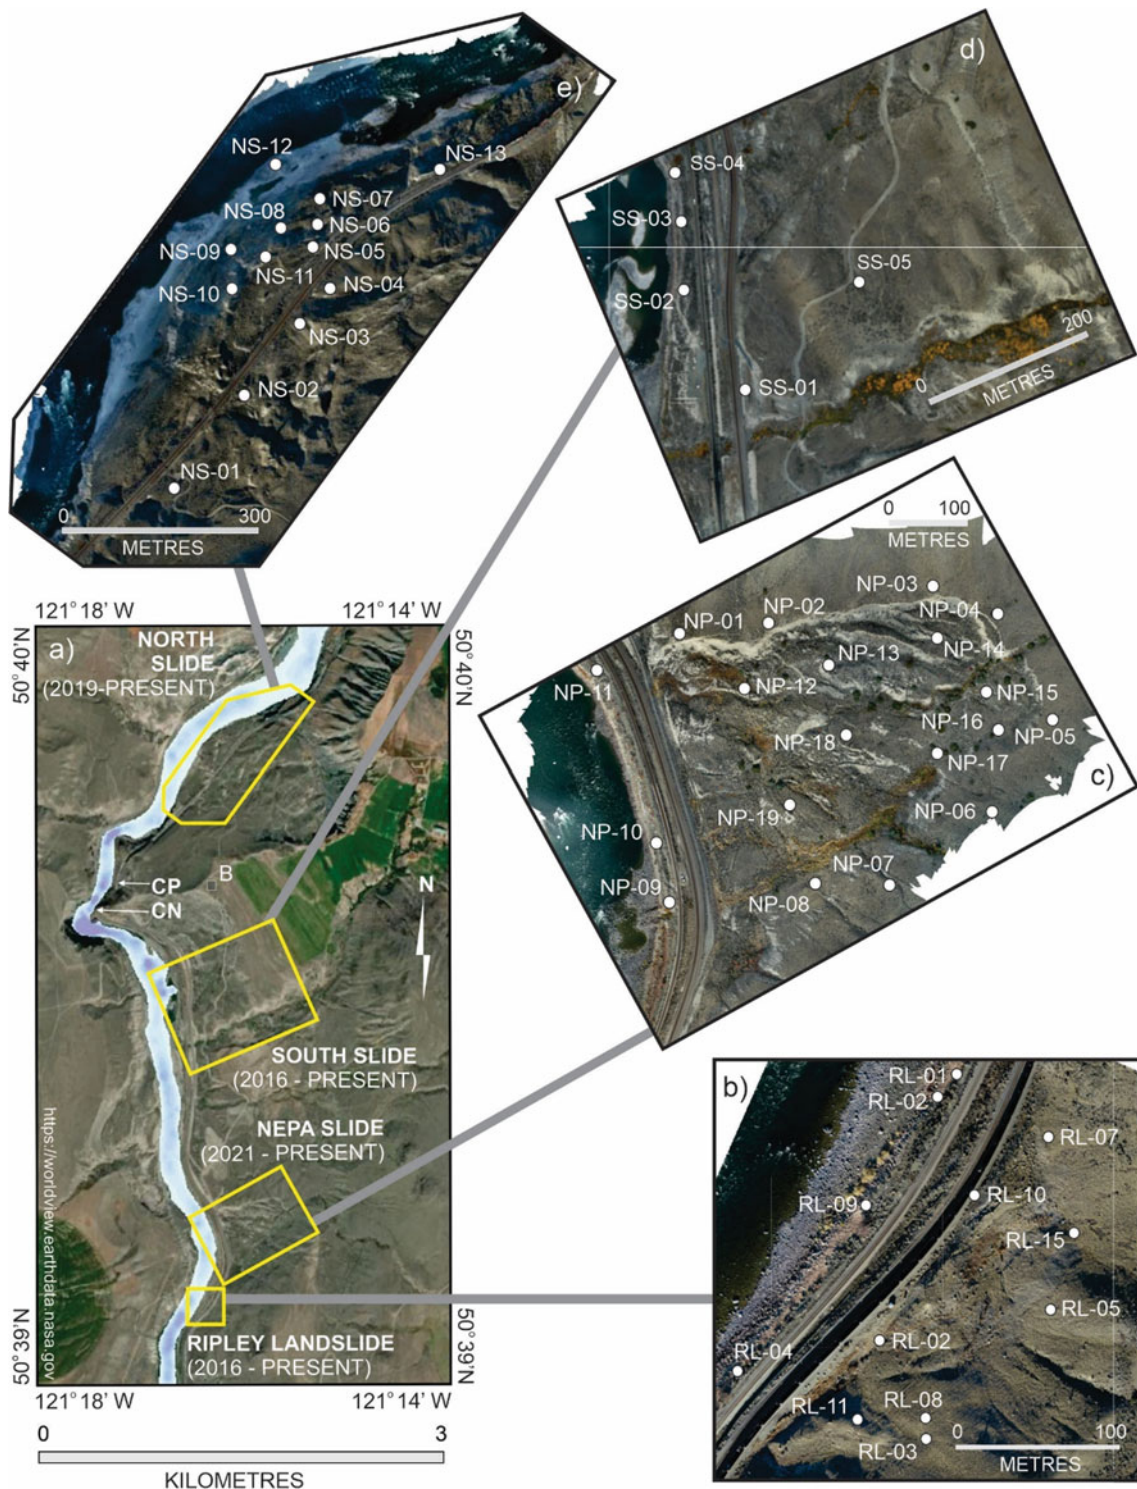 e)
NS-12
NS-13
NS-07
NS-08
NS-06
NS-09
NS-05
NS-11
NS-04
NS-10
NS-03
NS-02
NS-01
0 300
METRES
d)
SS-04
SS-03
SS-05
SS-02
SS-01
0 200
METRES
0 100
METRES
NP-03
NP-02
NP-04
NP-01
NP-13
NP-14
NP-11
NP-12
NP-15
NP-16
NP-05
NP-18
NP-17
c)
NP-19
NP-06
NP-10
NP-07
NP-09
NP-08
121° 18' W 121° 14' W
50° 40'N
50° 40'N
a)
NORTH
SLIDE
(2019-PRESENT)
B
CP
CN
N
SOUTH SLIDE
(2016 - PRESENT)
NEPA SLIDE
(2021 - PRESENT)
https://worldview.earthdata.nasa.gov
RIPLEY LANDSLIDE
(2016 - PRESENT)
50° 39'N
50° 39'N
121° 18' W 121° 14' W
0 3
KILOMETRES
b)
RL-01
RL-02
RL-07
RL-10
RL-09
RL-15
RL-05
RL-02
RL-04
RL-11
RL-08
RL-03
0 100
METRES